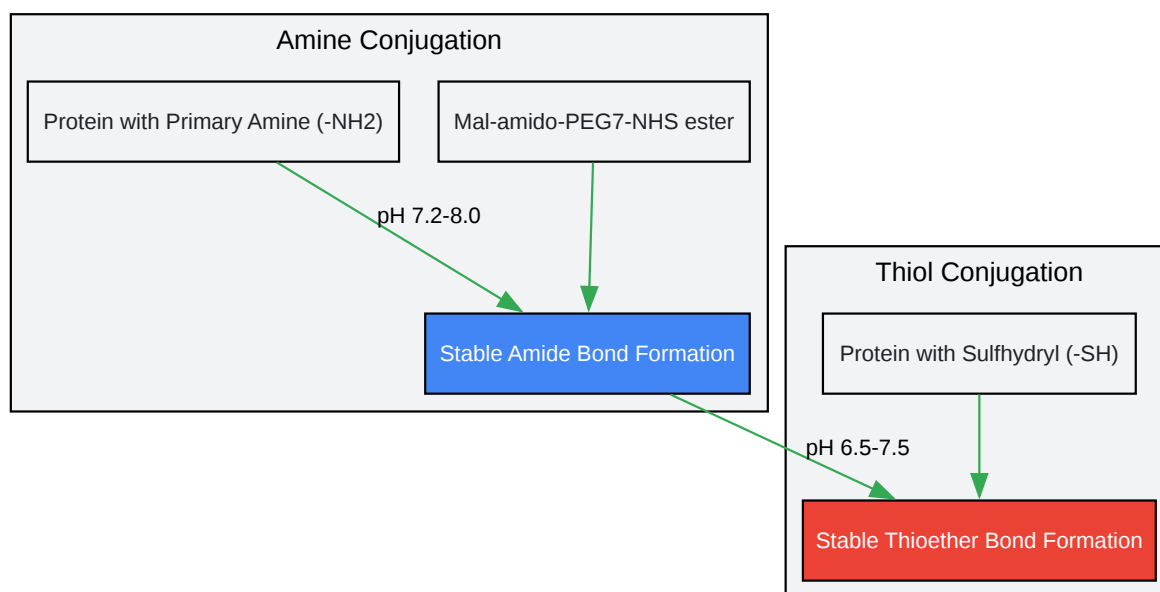 Amine Conjugation
Protein with Primary Amine (-NH2)
Mal-amido-PEG7-NHS ester
pH 7.2-8.0
Stable Amide Bond Formation
Thiol Conjugation
Protein with Sulfhydryl (-SH)
pH 6.5-7.5
Stable Thioether Bond Formation